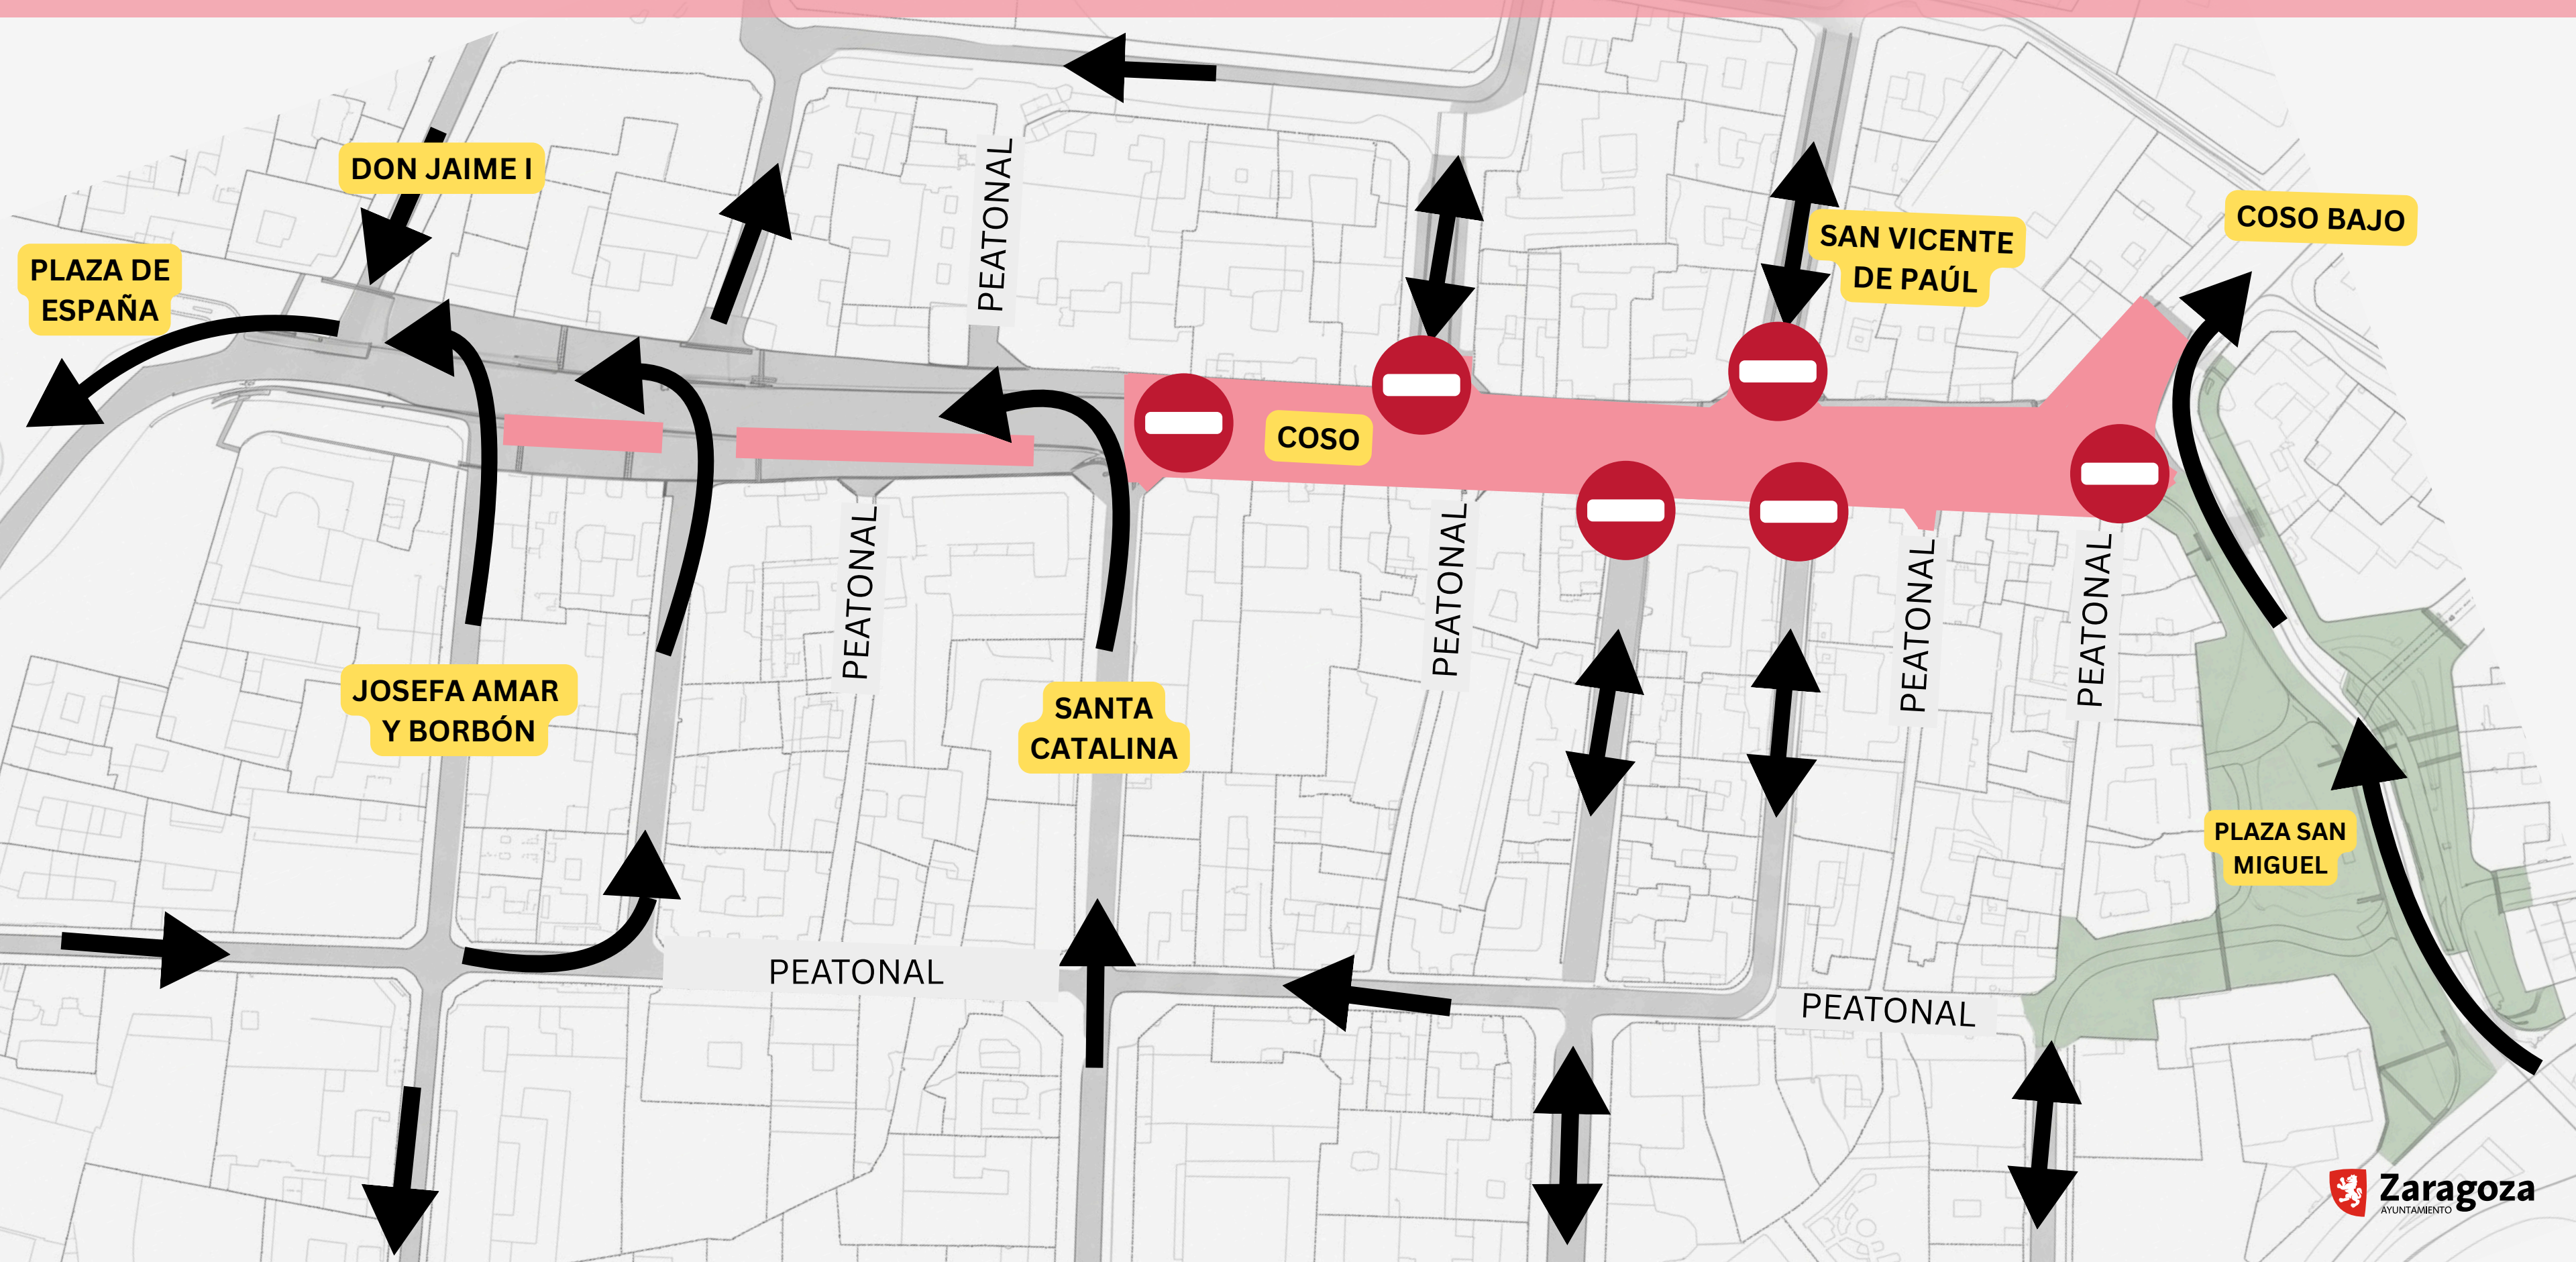 DON JAIME I
PLAZA DE
ESPAÑA
PEATONAL
SAN VICENTE
DE PAÚL
COSO BAJO
COSO
PEATONAL
PEATONAL
PEATONAL
PEATONAL
JOSEFA AMAR
Y BORBÓN
SANTA
CATALINA
PLAZA SAN
MIGUEL
PEATONAL
PEATONAL
Zaragoza
AYUNTAMIENTO